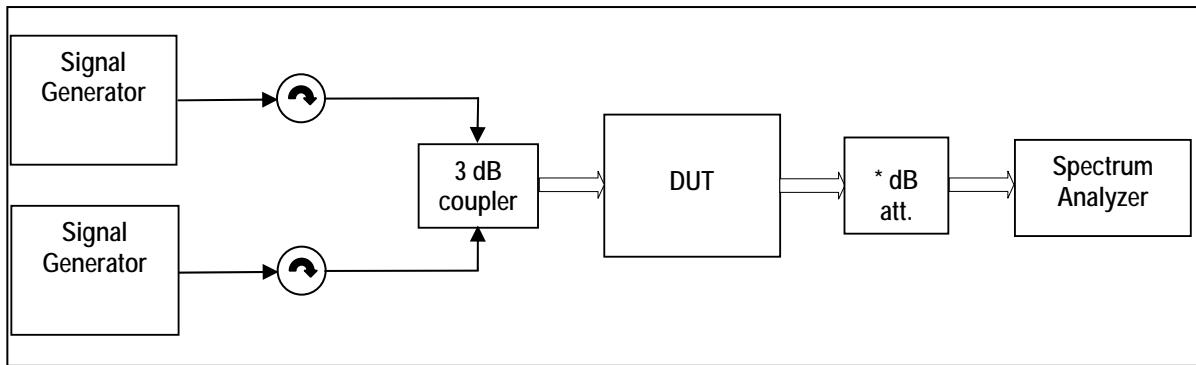 Signal
Generator
3 dB
coupler
DUT
* dB
att.
Spectrum
Analyzer
Signal
Generator